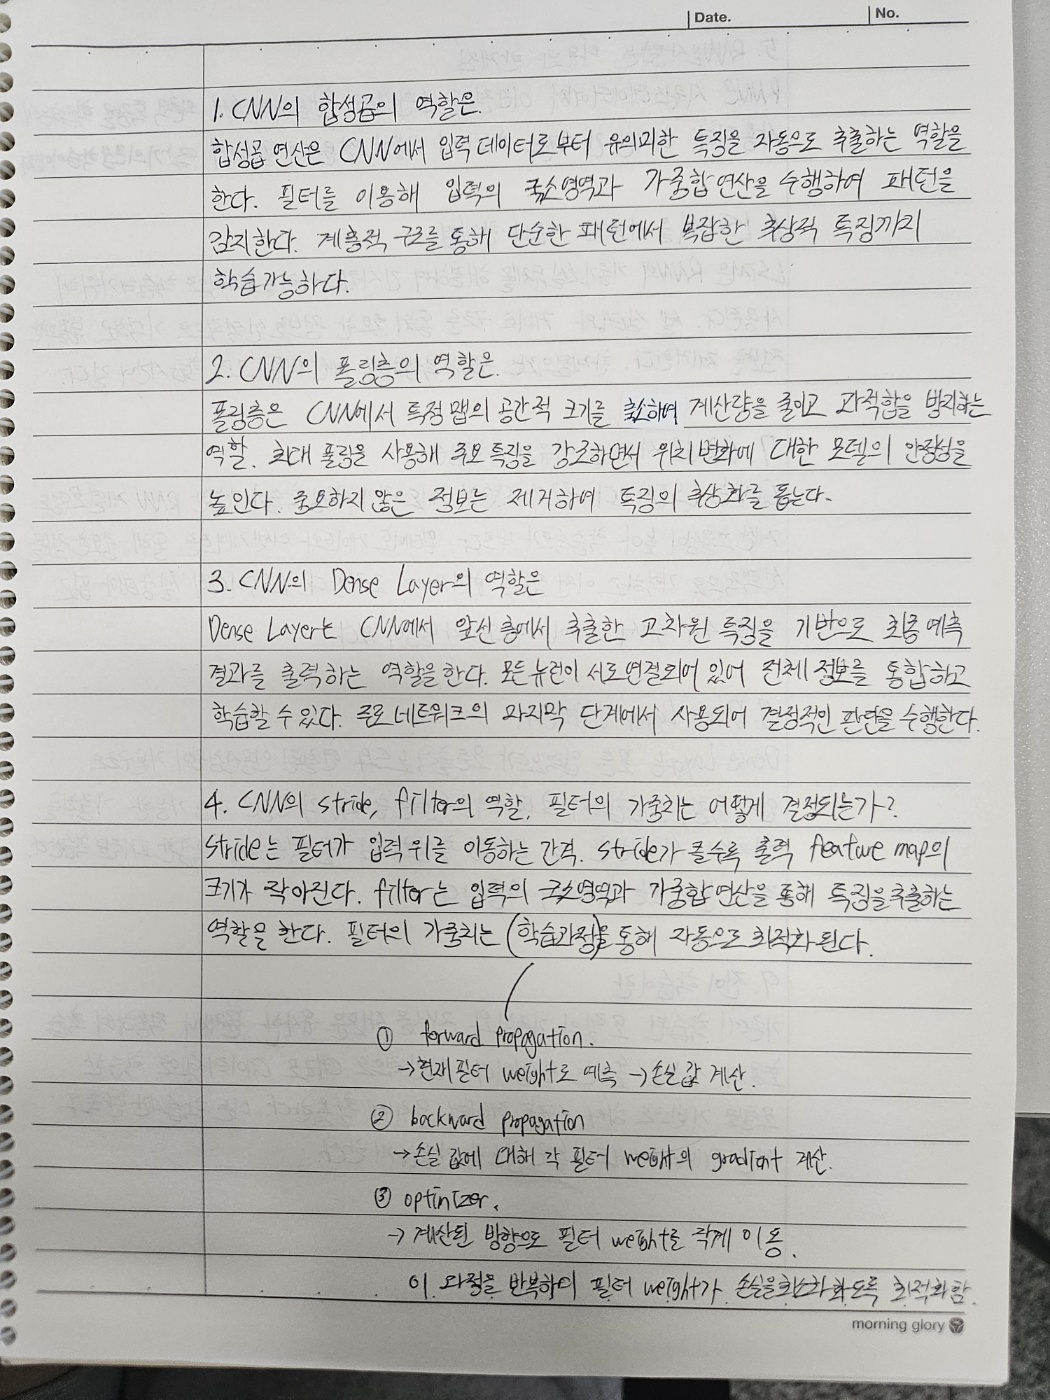 Date.
No.
1. CNN의 합성곱의 역할은.
합성곱 연산은 CNN에서 입력 데이터로부터 유의미한 특징을 자동으로 추출하는 역할을
한다. 필터를 이용해 입력의 국소영역과 가중합 연산을 수행하여 패턴을
감지한다. 계층적 구조를 통해 단순한 패턴에서 복잡한 추상적 특징까지
학습가능하다.
2. CNN의 풀링층의 역할은.
풀링층은 CNN에서 특징 맵의 공간적 크기를 축소하여 계산량을 줄이고 과적합을 방지하는
역할. 최대 풀링을 사용해 주요 특징을 강조하면서 위치변화에 대한 모델의 안정성을
높인다. 중요하지 않은 정보는 제거하여 특징의 추상화를 돕는다.
3. CNN의 Dense Layer의 역할은
Dense Layer는 CNN에서 앞선 층에서 추출한 고차원 특징을 기반으로 최종 예측
결과를 출력하는 역할을 한다. 모든 뉴런이 서로 연결되어 있어 전체 정보를 통합하고
학습할 수 있다. 주로 네트워크의 마지막 단계에서 사용되어 결정적인 판단을 수행한다.
4. CNN의 stride, filter의 역할, 필터의 가중치는 어떻게 결정되는가?
stride는 필터가 입력 위를 이동하는 간격. stride가 클수록 출력 feature map의
크기가 작아진다. filter는 입력의 국소영역과 가중합 연산을 통해 특징을 추출하는
역할을 한다. 필터의 가중치는 (학습과정)을 통해 자동으로 최적화 된다.
① forward propagation.
→ 현재 필터 weight로 예측 → 손실 값 계산.
② backward propagation
→ 손실 값에 대해 각 필터 weight의 gradient 계산.
③ optimizer.
→ 계산된 방향으로 필터 weight를 작게 이동.
이 과정을 반복하며 필터 weight가 손실을 최소화 하도록 최적화함.
morning glory